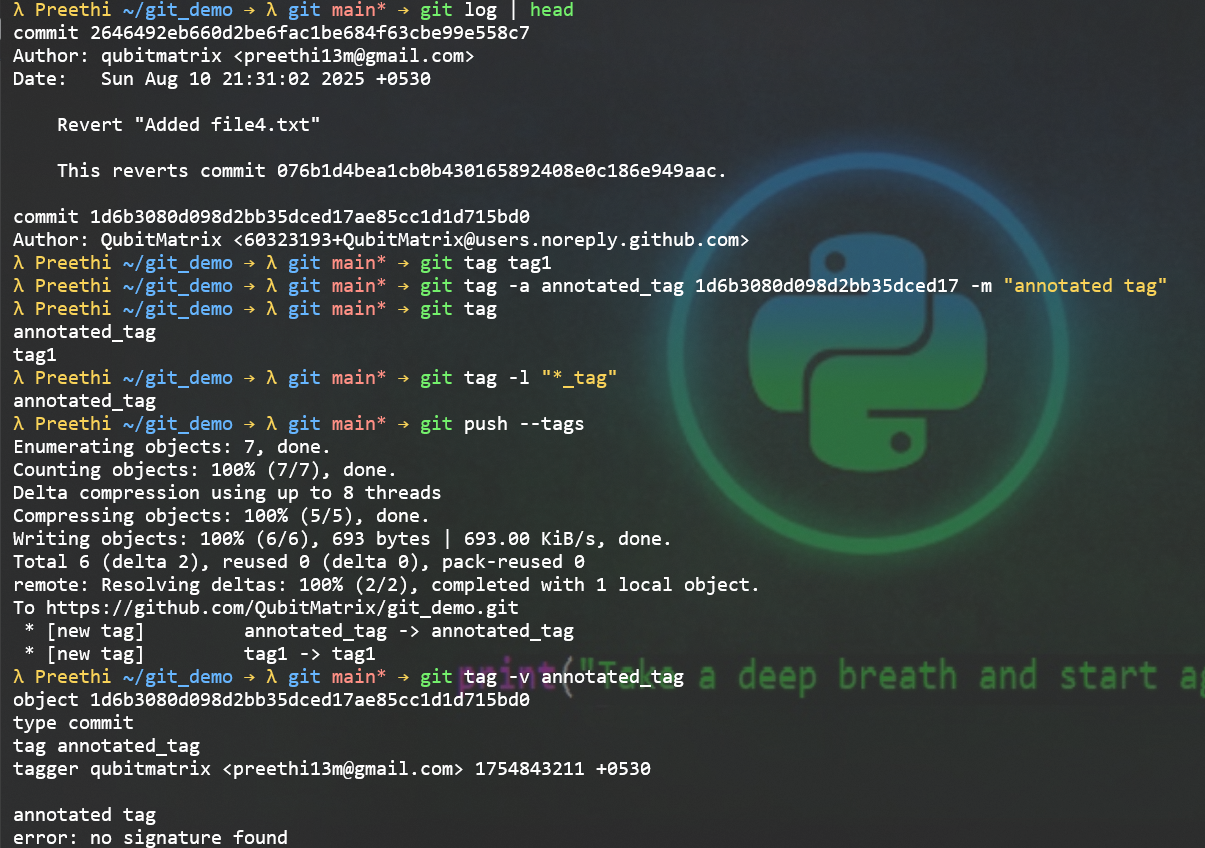 λ Preethi ~/git_demo → λ git main* → git log | head
commit 2646492eb660d2be6fac1be684f63cbe99e558c7
Author: qubitmatrix <preethi13m@gmail.com>
Date:   Sun Aug 10 21:31:02 2025 +0530

    Revert "Added file4.txt"

    This reverts commit 076b1d4bea1cb0b430165892408e0c186e949aac.

commit 1d6b3080d098d2bb35dced17ae85cc1d1d715bd0
Author: QubitMatrix <60323193+QubitMatrix@users.noreply.github.com>
λ Preethi ~/git_demo → λ git main* → git tag tag1
λ Preethi ~/git_demo → λ git main* → git tag -a annotated_tag 1d6b3080d098d2bb35dced17 -m "annotated tag"
λ Preethi ~/git_demo → λ git main* → git tag
annotated_tag
tag1
λ Preethi ~/git_demo → λ git main* → git tag -l "*_tag"
annotated_tag
λ Preethi ~/git_demo → λ git main* → git push --tags
Enumerating objects: 7, done.
Counting objects: 100% (7/7), done.
Delta compression using up to 8 threads
Compressing objects: 100% (5/5), done.
Writing objects: 100% (6/6), 693 bytes | 693.00 KiB/s, done.
Total 6 (delta 2), reused 0 (delta 0), pack-reused 0
remote: Resolving deltas: 100% (2/2), completed with 1 local object.
To https://github.com/QubitMatrix/git_demo.git
 * [new tag]         annotated_tag -> annotated_tag
 * [new tag]         tag1 -> tag1
λ Preethi ~/git_demo → λ git main* → git tag -v annotated_tag
print("Take a deep breath and start ag
object 1d6b3080d098d2bb35dced17ae85cc1d1d715bd0
type commit
tag annotated_tag
tagger qubitmatrix <preethi13m@gmail.com> 1754843211 +0530

annotated tag
error: no signature found